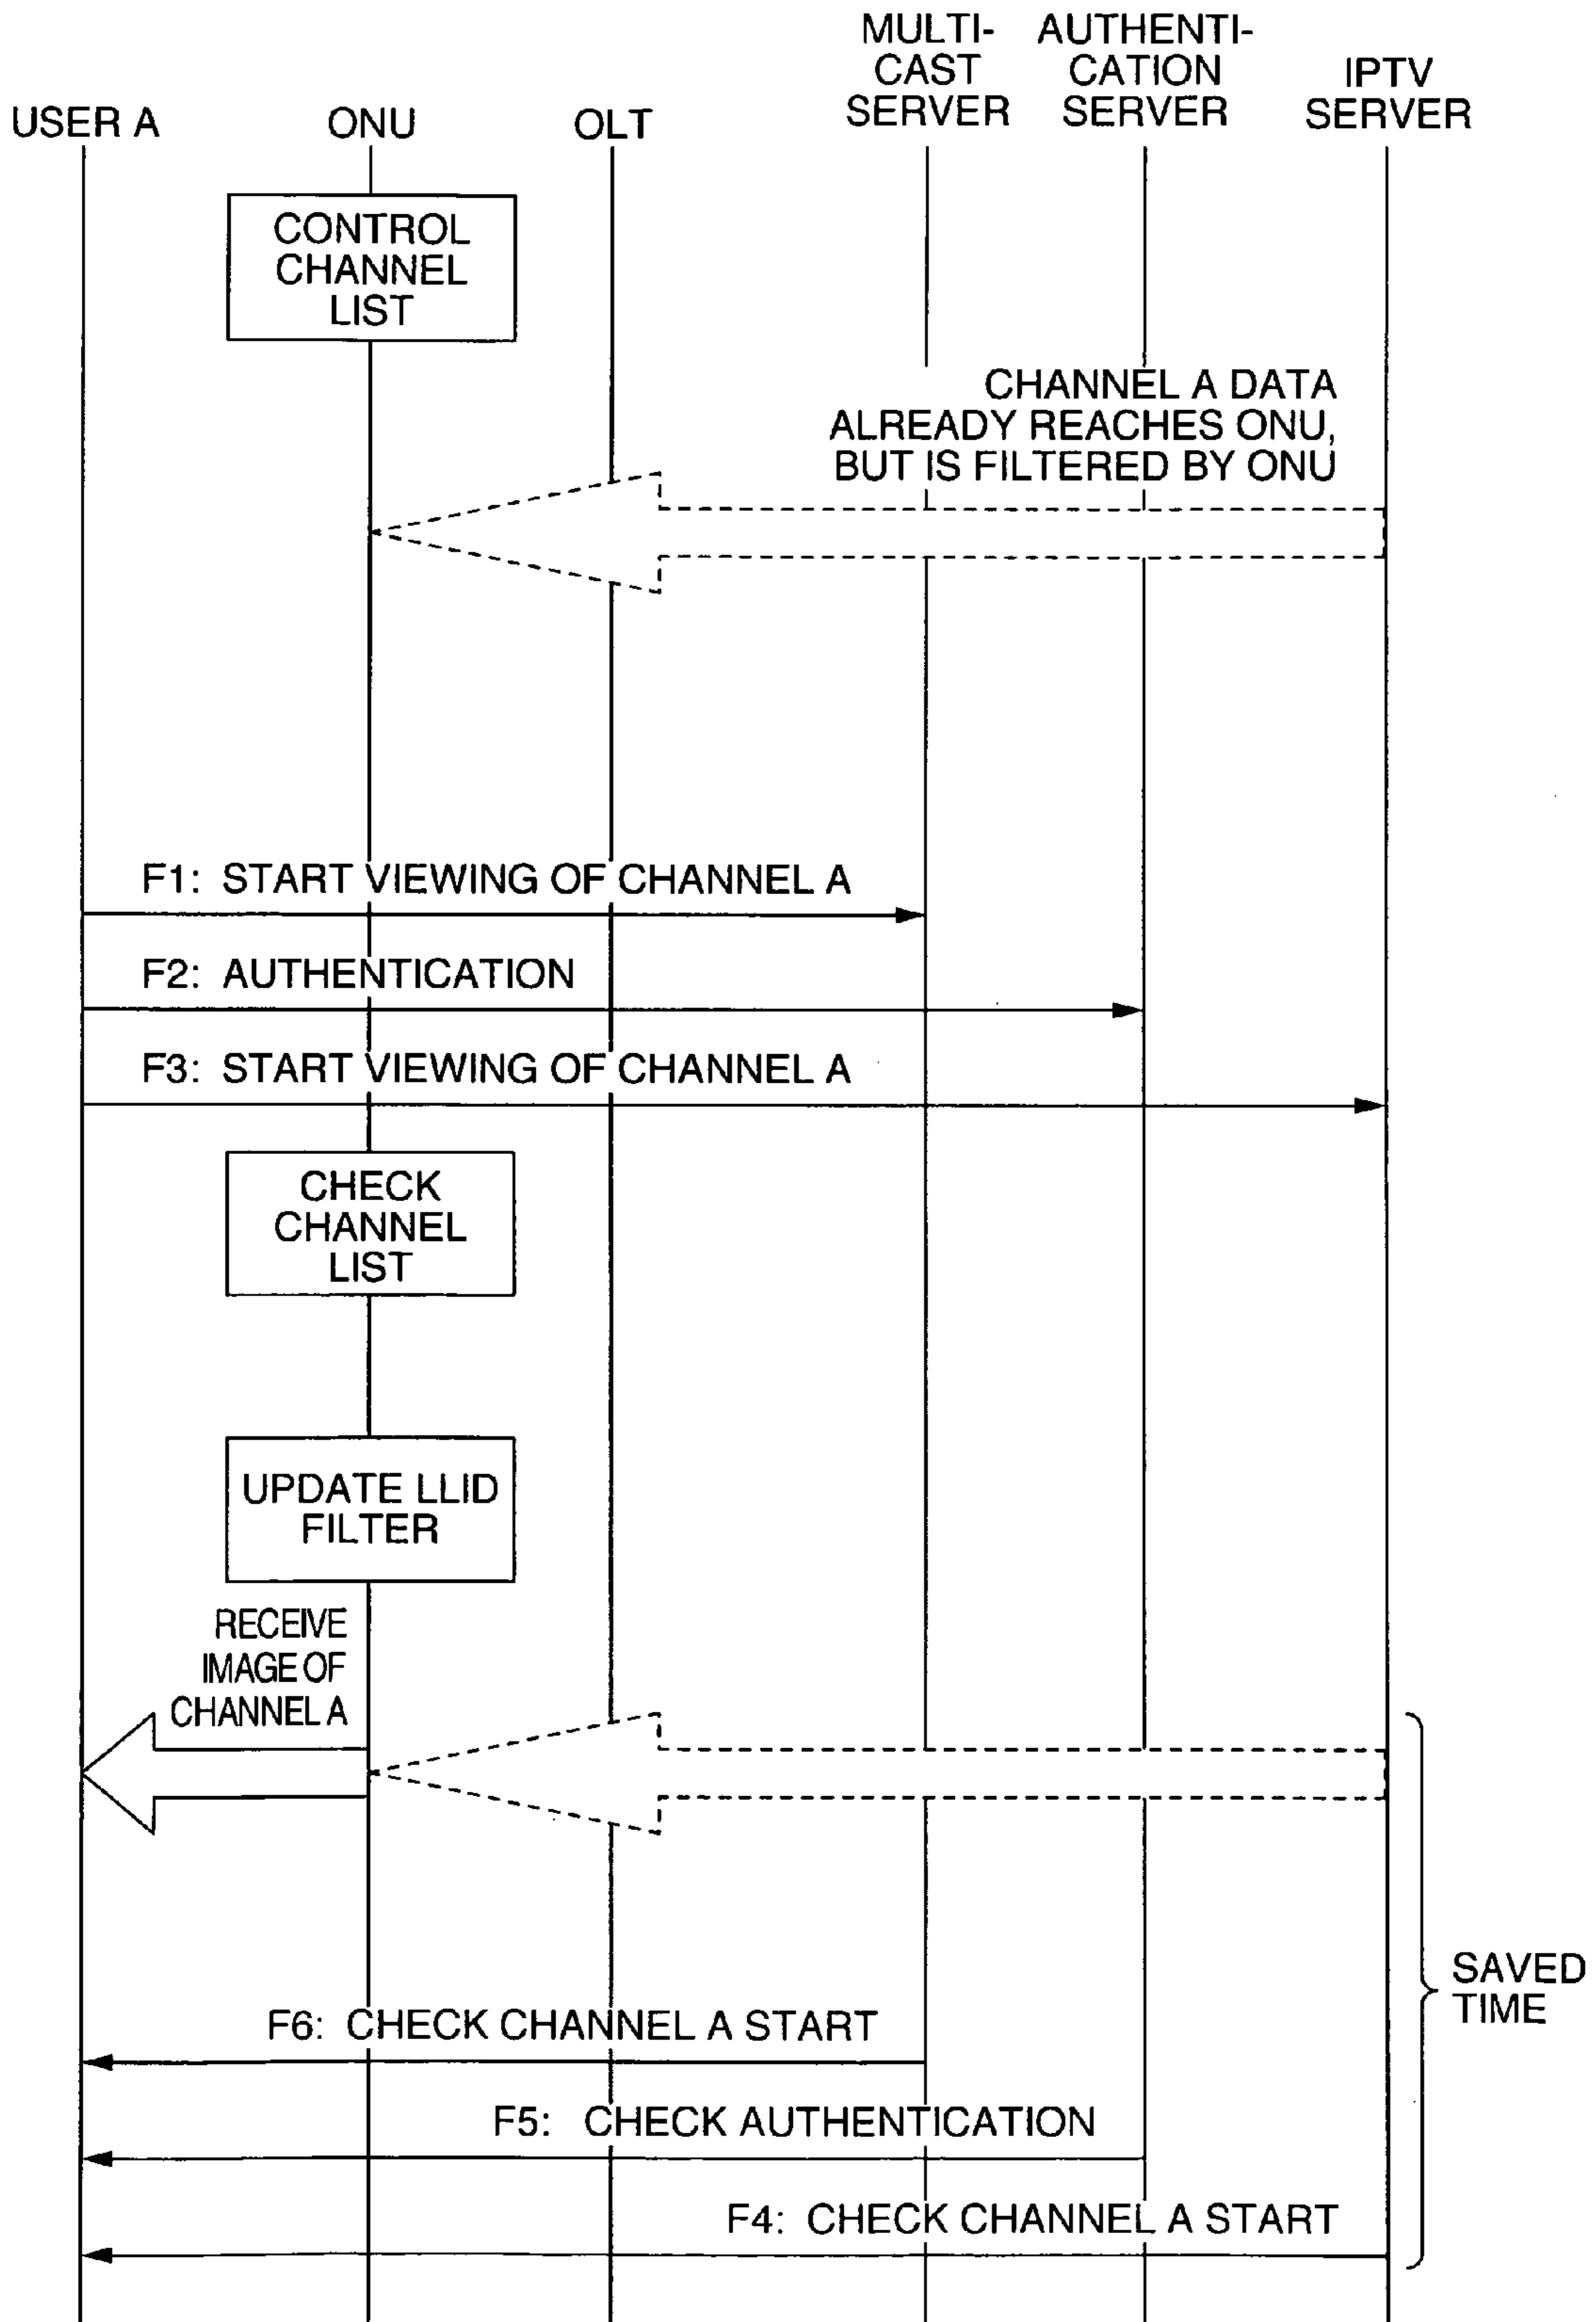 USER A
ONU
OLT
MULTI-
CAST
SERVER
AUTHENTI-
CATION
SERVER
IPTV
SERVER
CONTROL
CHANNEL
LIST
CHANNEL A DATA
ALREADY REACHES ONU,
BUT IS FILTERED BY ONU
F1: START VIEWING OF CHANNEL A
F2: AUTHENTICATION
F3: START VIEWING OF CHANNEL A
CHECK
CHANNEL
LIST
UPDATE LLID
FILTER
RECEIVE
IMAGE OF
CHANNEL A
SAVED
TIME
F6: CHECK CHANNEL A START
F5: CHECK AUTHENTICATION
F4: CHECK CHANNEL A START